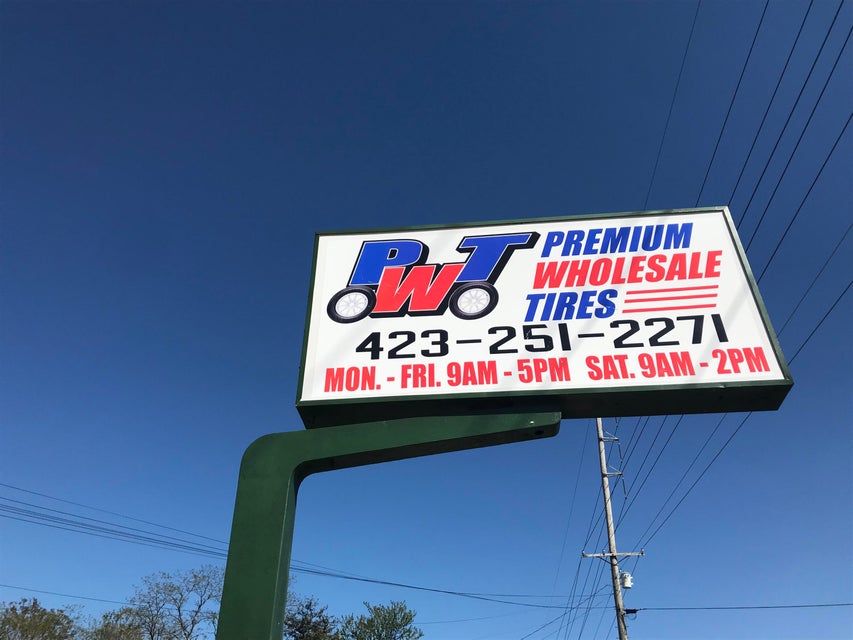 PWT
PREMIUM
WHOLESALE
TIRES
423-251-2271
MON. - FRI. 9AM - 5PM SAT. 9AM - 2PM